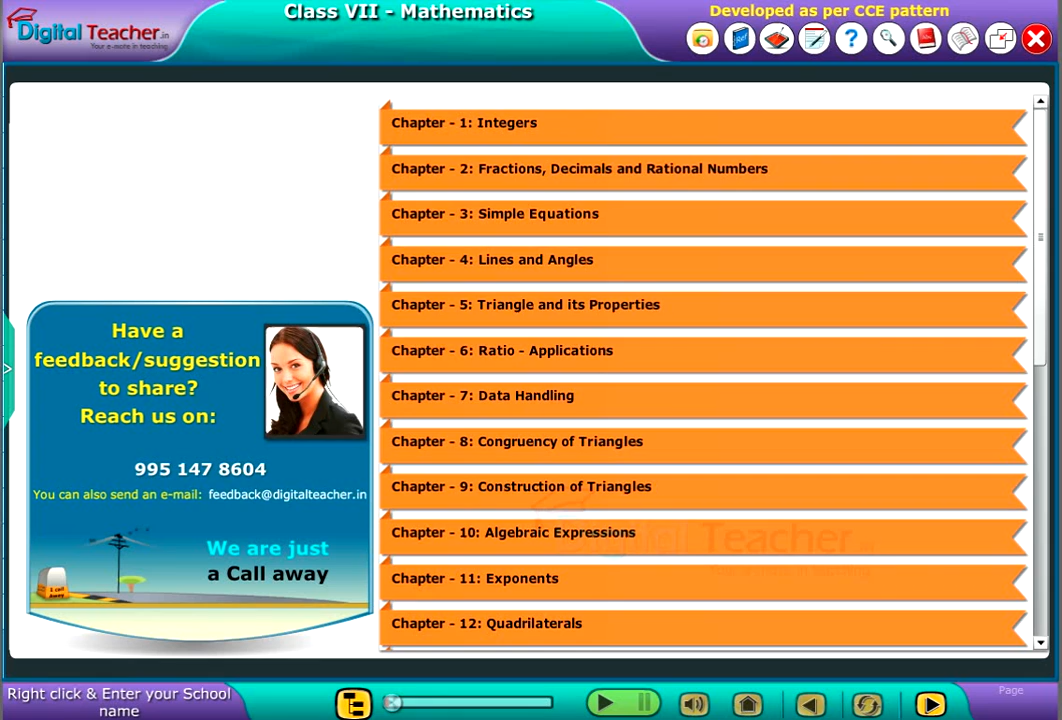 Digital Teacher.in
Your e-mate in teaching
Class VII - Mathematics
Developed as per CCE pattern
Chapter - 1: Integers
Chapter - 2: Fractions, Decimals and Rational Numbers
Chapter - 3: Simple Equations
Chapter - 4: Lines and Angles
Chapter - 5: Triangle and its Properties
Chapter - 6: Ratio - Applications
Chapter - 7: Data Handling
Chapter - 8: Congruency of Triangles
Chapter - 9: Construction of Triangles
Chapter - 10: Algebraic Expressions
Chapter - 11: Exponents
Chapter - 12: Quadrilaterals
Have a
feedback/suggestion
to share?
Reach us on:
995 147 8604
You can also send an e-mail: feedback@digitalteacher.in
We are just
a Call away
Right click & Enter your School
name
Page